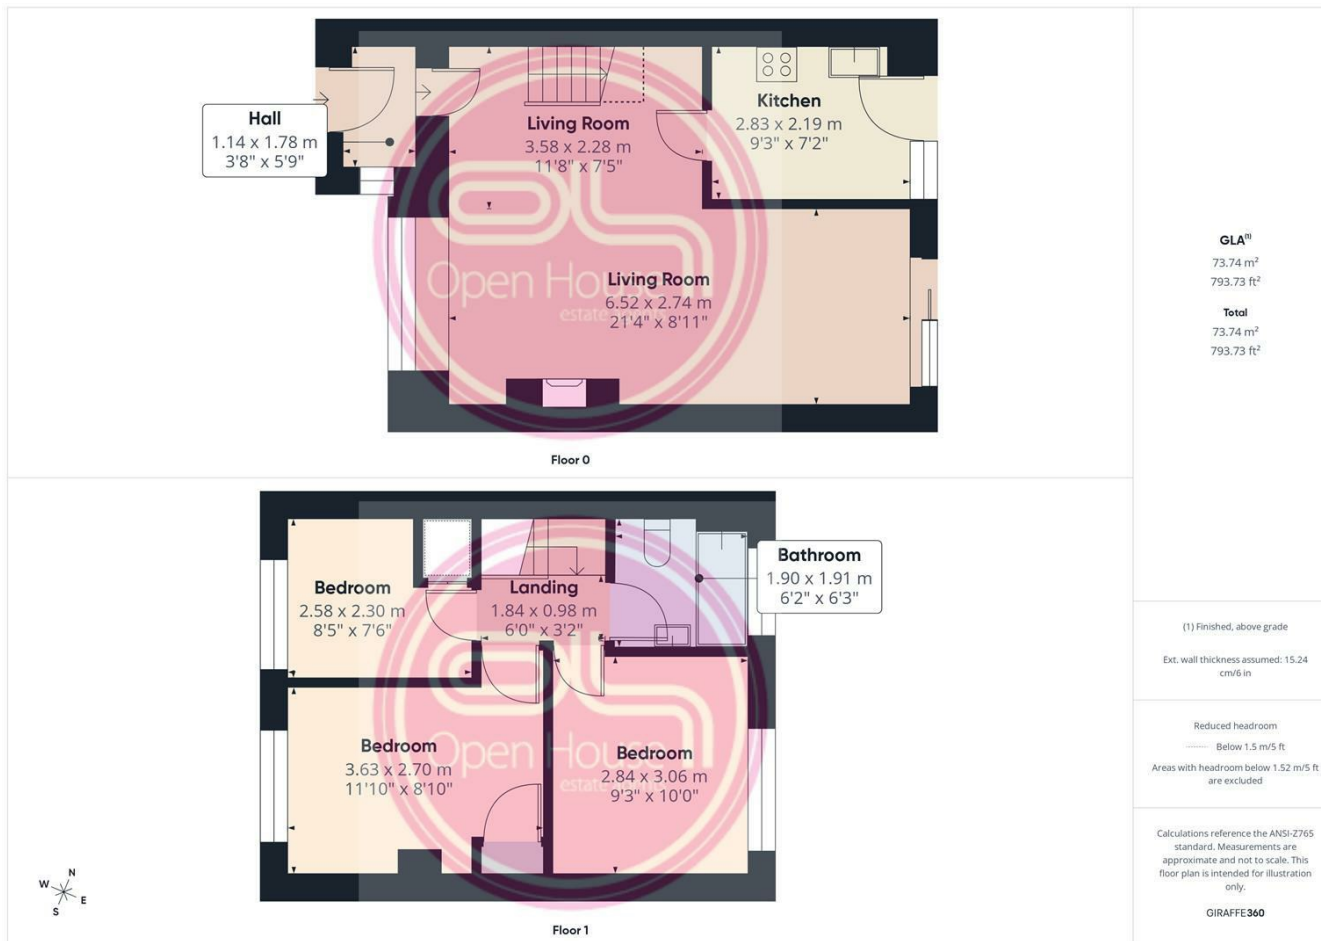 Hall
1.14 x 1.78 m
3'8" x 5'9"
Living Room
3.58 x 2.28 m
11'8" x 7'5"
Kitchen
2.83 x 2.19 m
9'3" x 7'2"
Open House
estate agents
Living Room
6.52 x 2.74 m
21'4" x 8'11"
Floor 0
GLA(1)
73.74 m²
793.73 ft²
Total
73.74 m²
793.73 ft²
Bedroom
2.58 x 2.30 m
8'5" x 7'6"
Landing
1.84 x 0.98 m
6'0" x 3'2"
Bathroom
1.90 x 1.91 m
6'2" x 6'3"
Open House
estate agents
Bedroom
3.63 x 2.70 m
11'10" x 8'10"
Bedroom
2.84 x 3.06 m
9'3" x 10'0"
N
W
E
S
Floor 1
(1) Finished, above grade
Ext. wall thickness assumed: 15.24
cm/6 in
Reduced headroom
Below 1.5 m/5 ft
Areas with headroom below 1.52 m/5 ft
are excluded
Calculations reference the ANSI-Z765
standard. Measurements are
approximate and not to scale. This
floor plan is intended for illustration
only.
GIRAFFE360